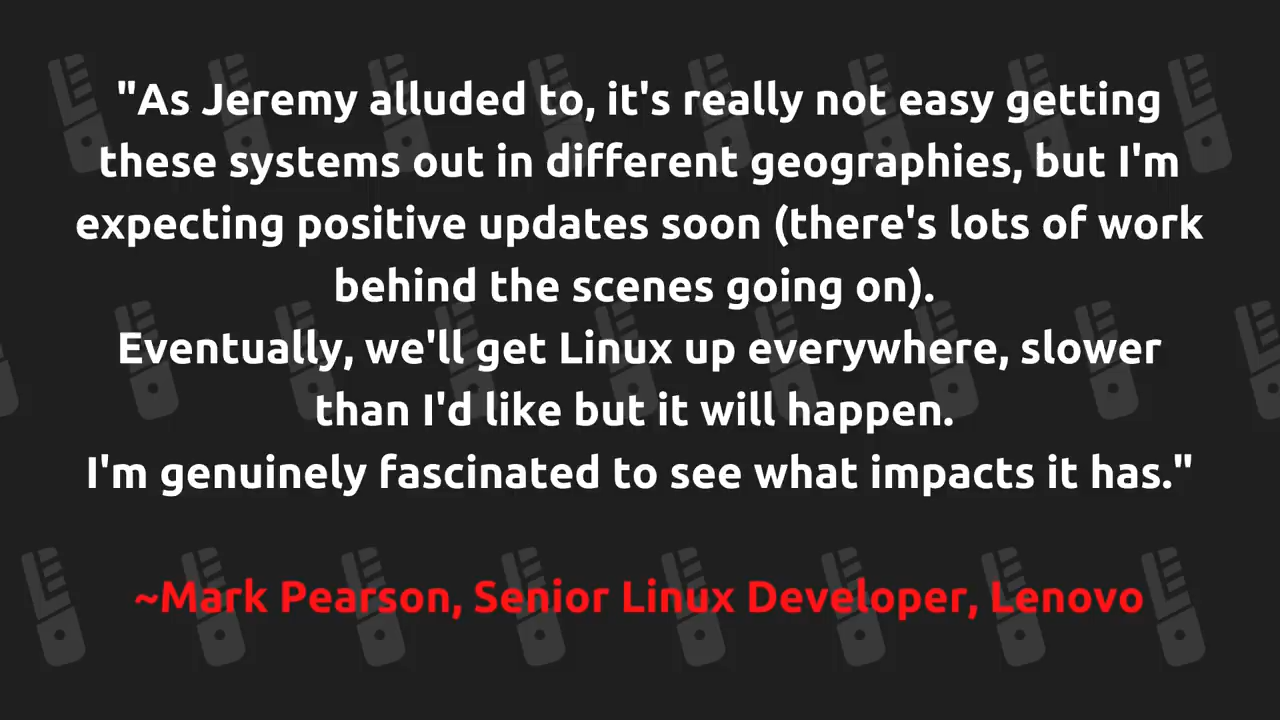 "As Jeremy alluded to, it's really not easy getting
these systems out in different geographies, but I'm
expecting positive updates soon (there's lots of work
behind the scenes going on).
Eventually, we'll get Linux up everywhere, slower
than I'd like but it will happen.
I'm genuinely fascinated to see what impacts it has."
~Mark Pearson, Senior Linux Developer, Lenovo